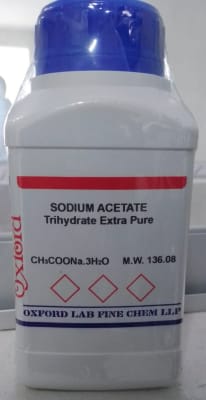 SODIUM ACETATE
Trihydrate Extra Pure
CH₃COONa.3H₂O M.W. 136.08
Oxford
OXFORD LAB FINE CHEM LLP